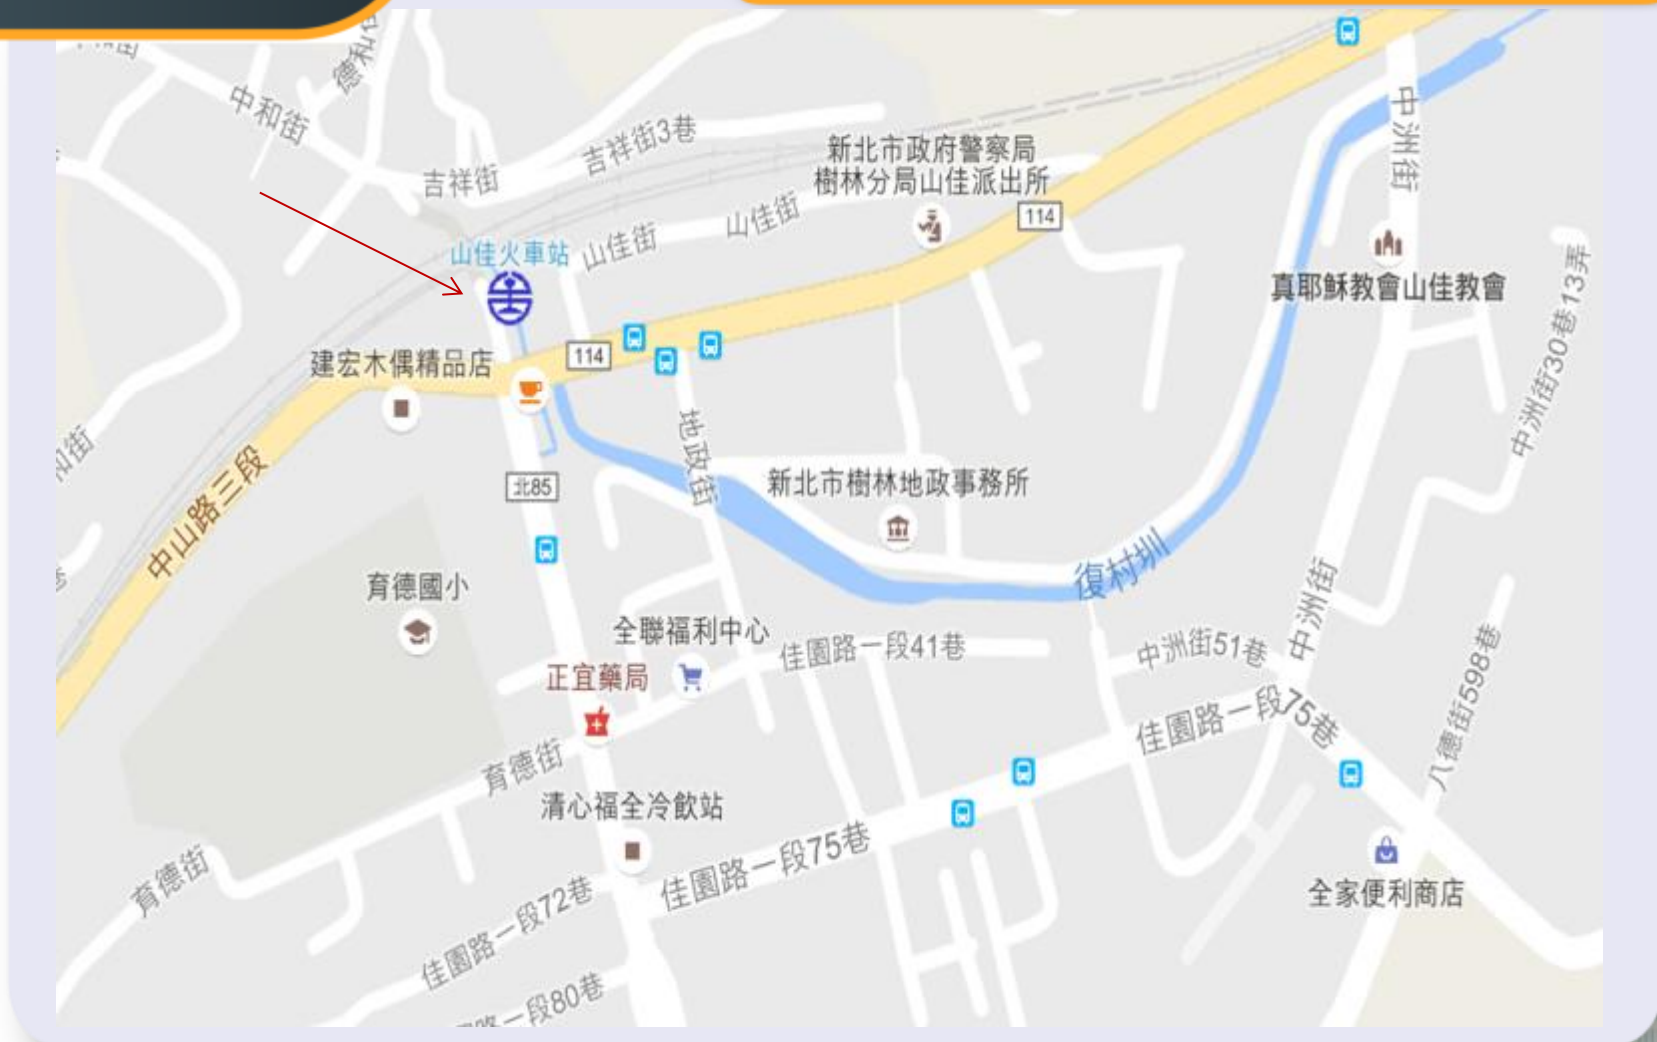 德和
中和街
吉祥街3巷
吉祥街
新北市政府警察局
樹林分局山佳派出所
中洲街
114
山佳街
山佳街
山佳火車站
真耶穌教會山佳教會
中洲街30巷13弄
建宏木偶精品店
114
地政街
和街
中山路三段
北85
新北市樹林地政事務所
復村圳
育德國小
巷
全聯福利中心
佳園路一段41巷
中洲街51巷
中洲街
八德街598巷
正宜藥局
佳園路一段75巷
育德街
清心福全冷飲站
佳園路一段75巷
育德街
佳園路一段72巷
全家便利商店
一段80巷